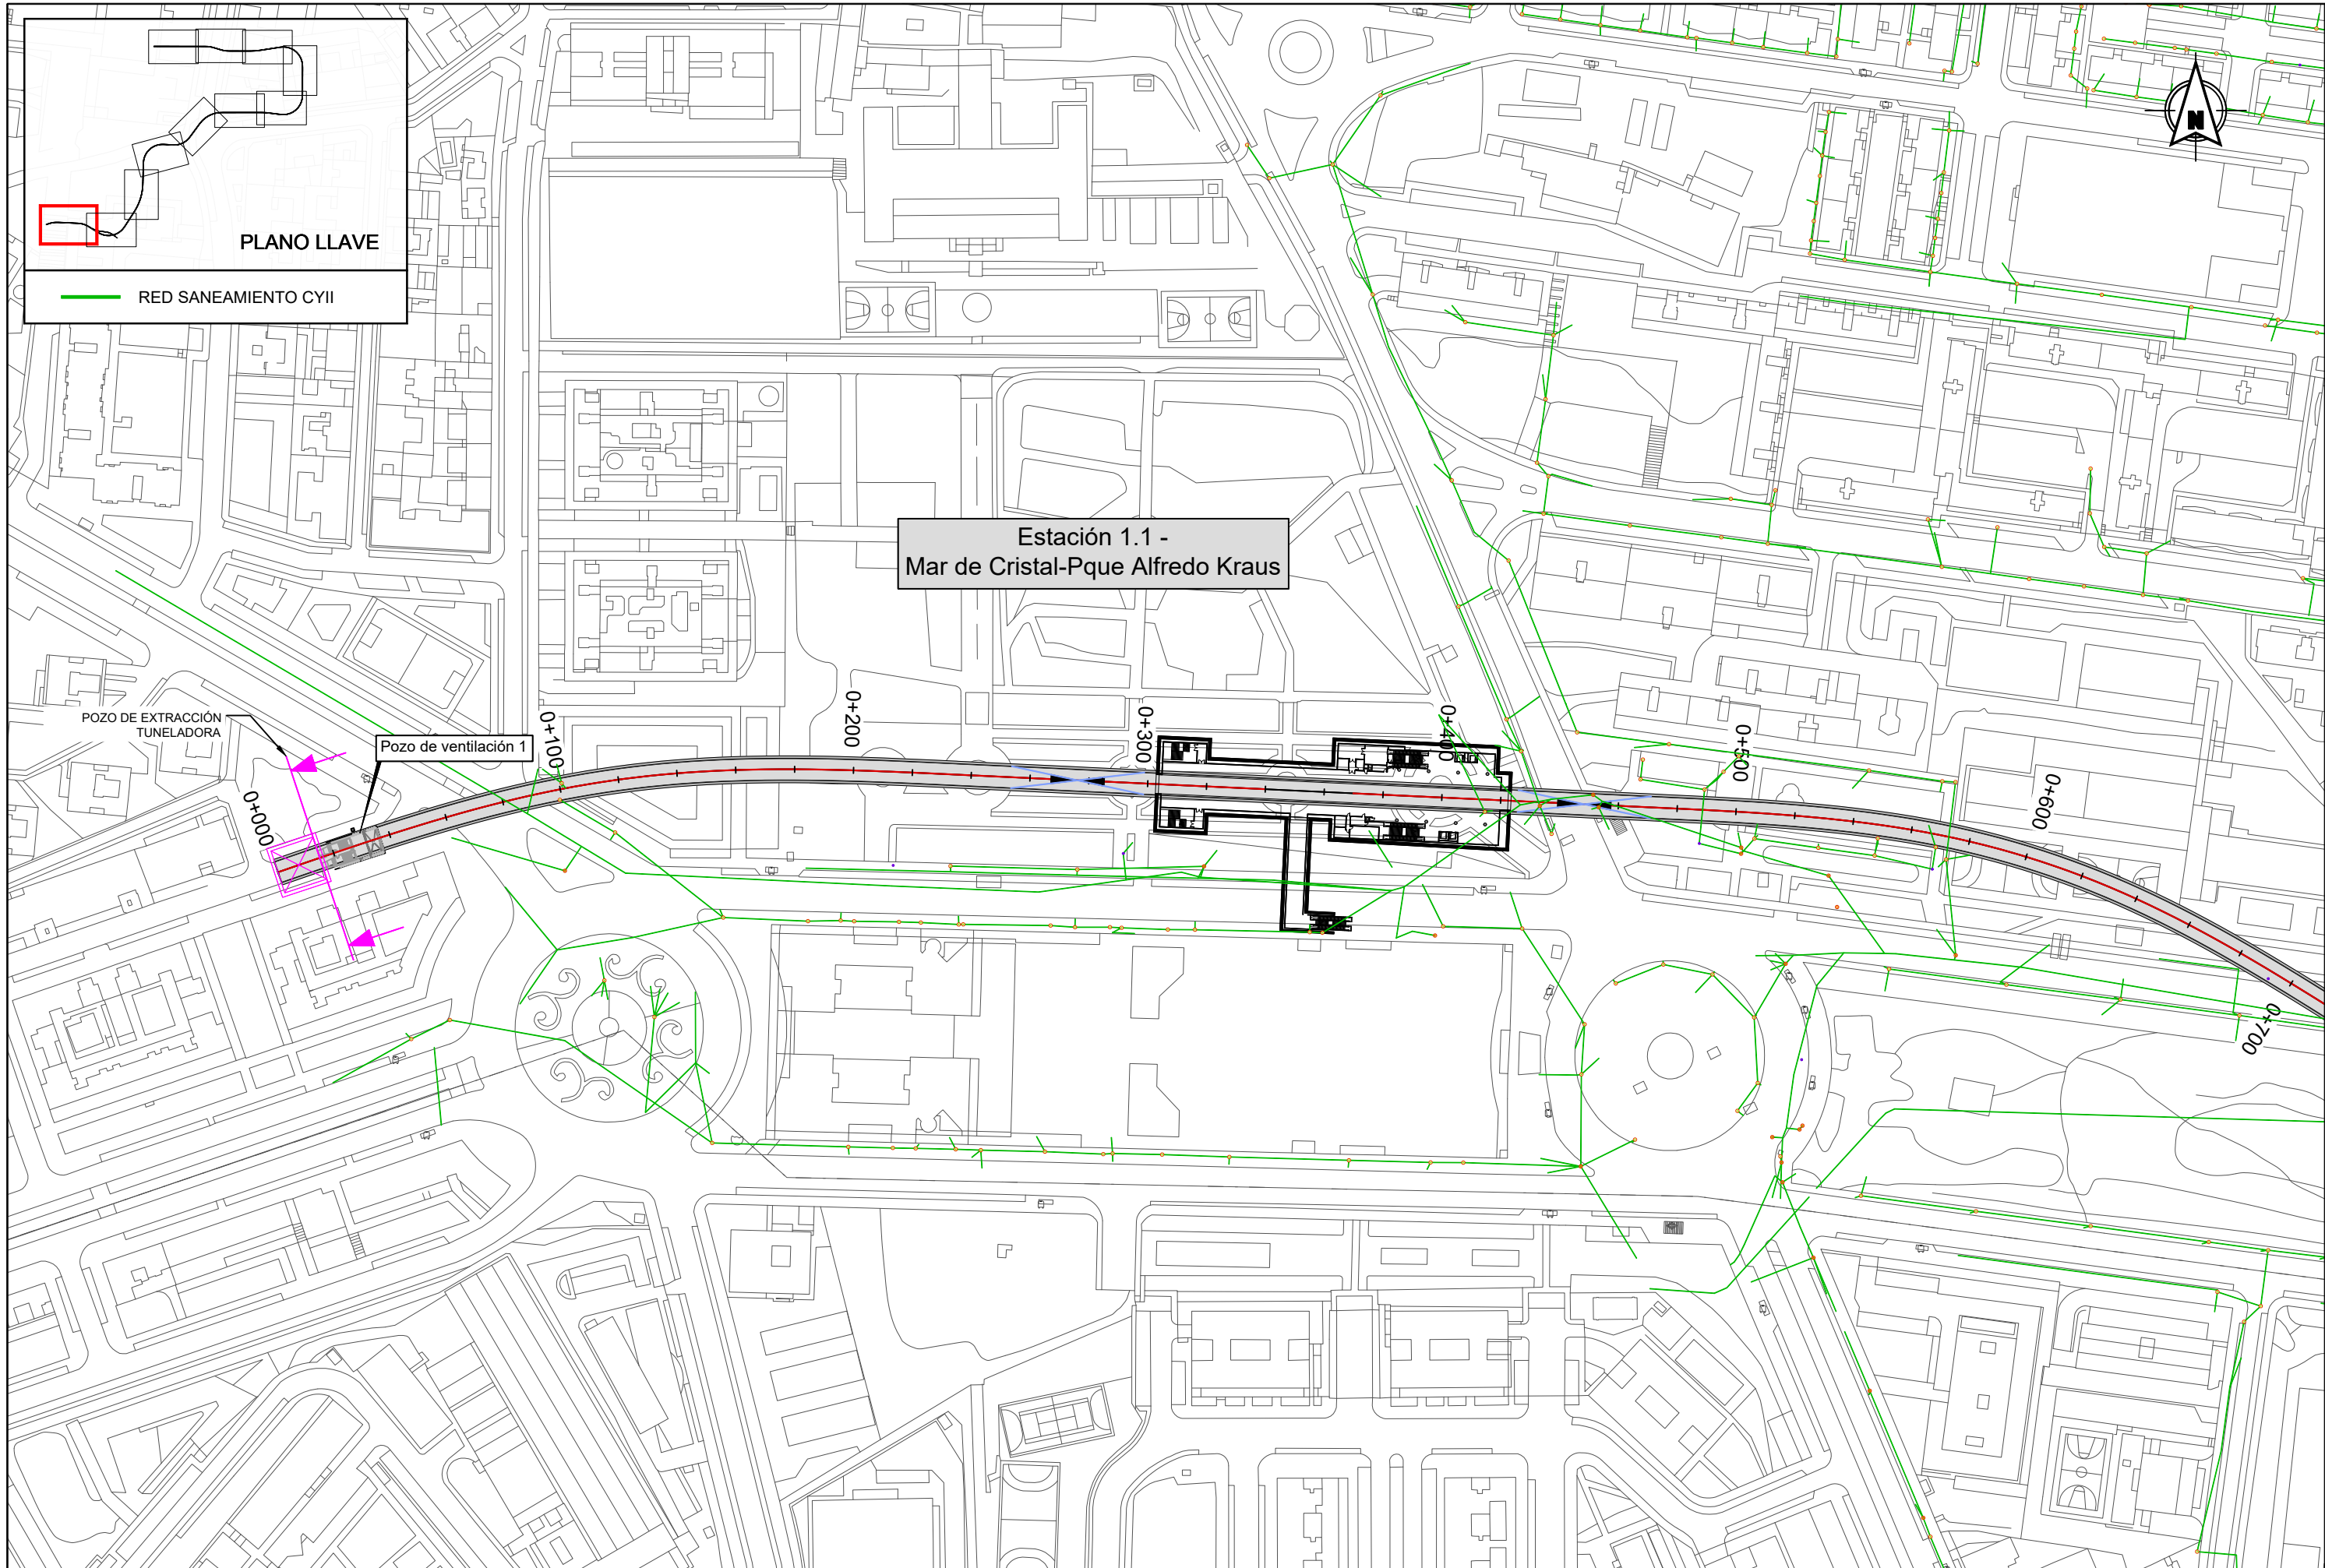 PLANO LLAVE
RED SANEAMIENTO CYII
N
Estación 1.1 -
Mar de Cristal-Pque Alfredo Kraus
POZO DE EXTRACCIÓN
TUNELADORA
Pozo de ventilación 1
0+000
0+100
0+200
0+300
0+400
0+500
0+600
0+700